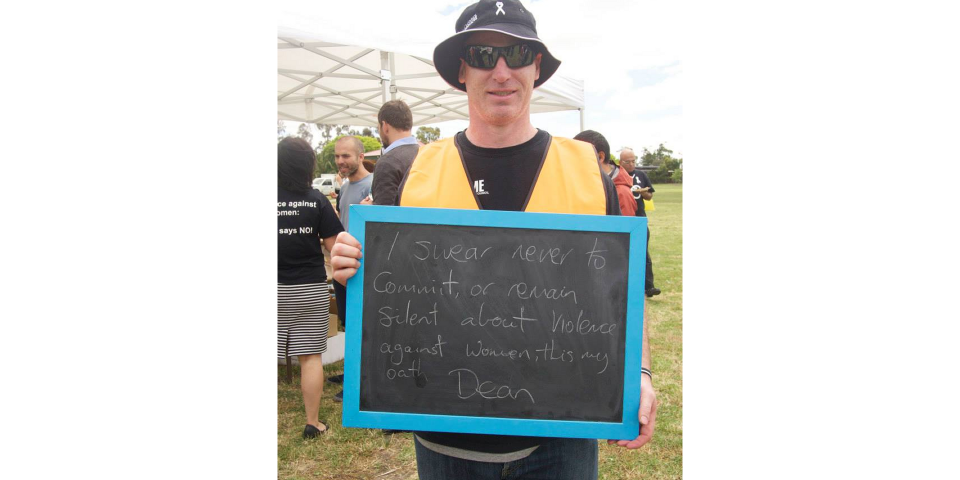 ce against
omen:
says NO!
ME
I swear never to
Commit, or remain
Silent about Violence
against Women, this my
oath
Dean